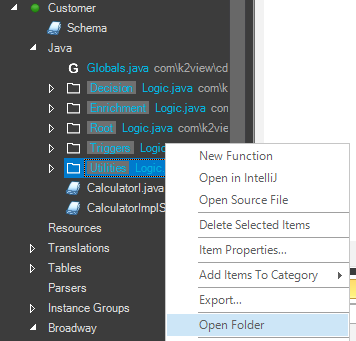 Customer
Schema
Java
G Globals.java com\k2view\cd
Decision Logic.java com\k
Enrichment Logic.java com\k
Root Logic.java com\k2vie
Triggers Logic
Utilities Logic.
CalculatorI.java
CalculatorImplS
Resources
Translations
Tables
Parsers
Instance Groups
Broadway
New Function
Open in IntelliJ
Open Source File
Delete Selected Items
Item Properties...
Add Items To Category
Export...
Open Folder